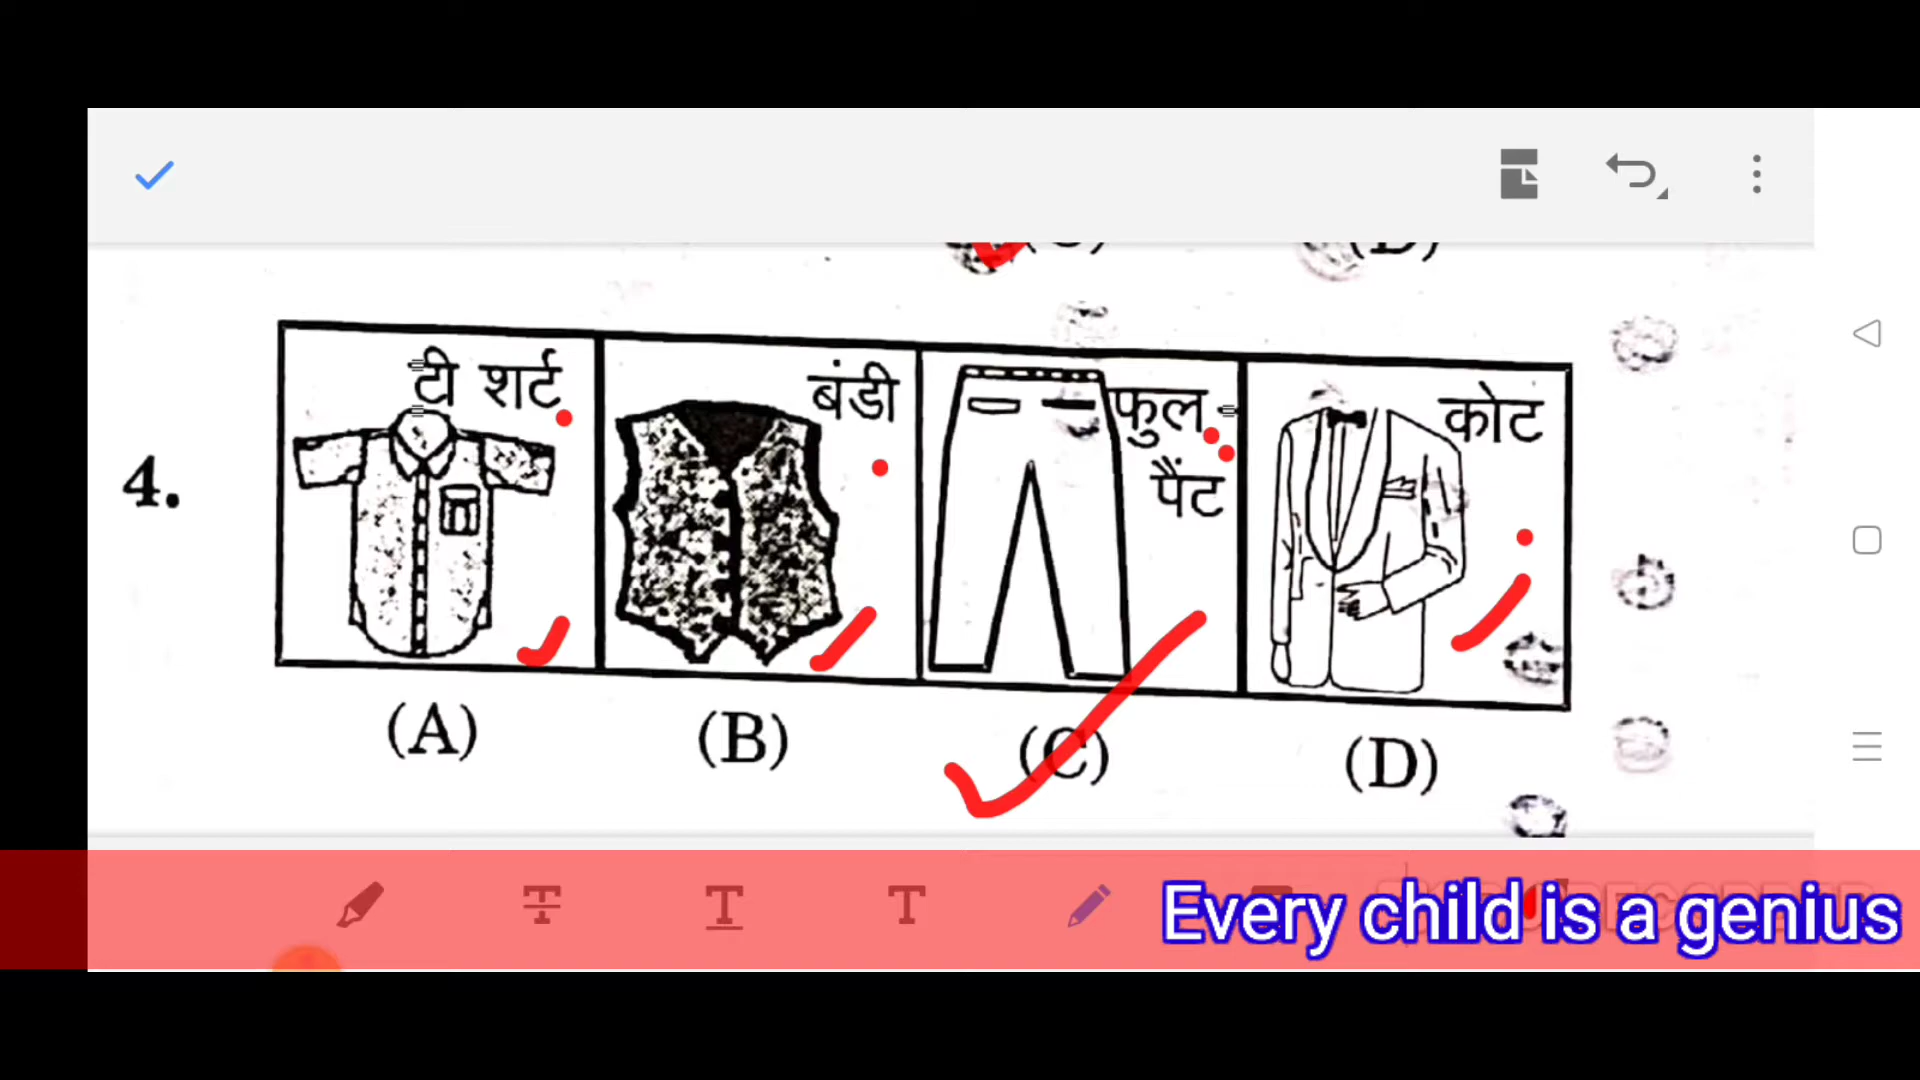 (C) (D)
4.
टी शर्ट
बंडी
फुल
पैंट
कोट
(A) (B) (C) (D)
Every child is a genius